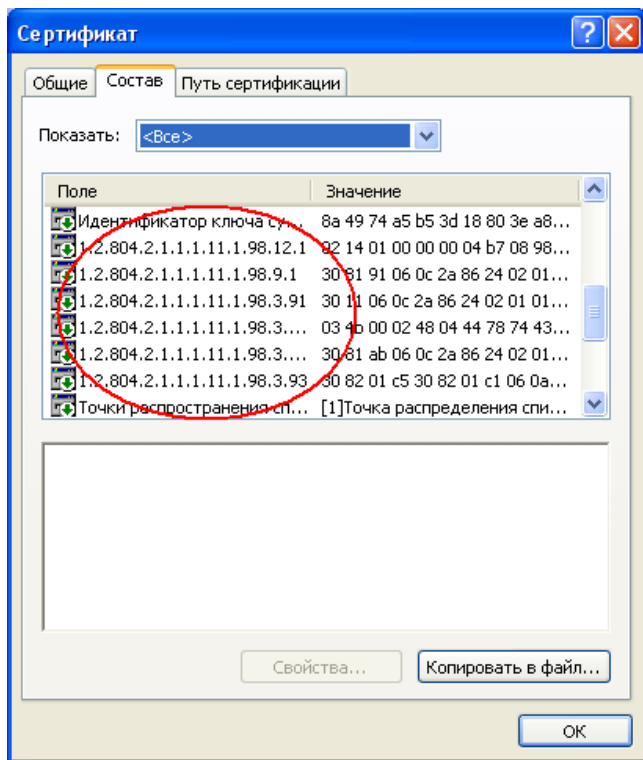 Сертификат
Общие Состав Путь сертификации
Показать: <Все>
Поле Значение
Идентификатор ключа су... 8a 49 74 a5 b5 3d 18 80 3e a8...
1.2.804.2.1.1.1.11.1.98.12.1 02 14 01 00 00 00 04 b7 08 98...
1.2.804.2.1.1.1.11.1.98.9.1 30 81 91 06 0c 2a 86 24 02 01...
1.2.804.2.1.1.1.11.1.98.3.91 30 11 06 0c 2a 86 24 02 01 01...
1.2.804.2.1.1.1.11.1.98.3.... 03 4b 00 02 48 04 44 78 74 43...
1.2.804.2.1.1.1.11.1.98.3.... 30 81 ab 06 0c 2a 86 24 02 01...
1.2.804.2.1.1.1.11.1.98.3.93 30 82 01 c5 30 82 01 c1 06 0a...
Точки распространения сп... [1]Точка распределения спи...
Свойства... Копировать в файл...
ОК